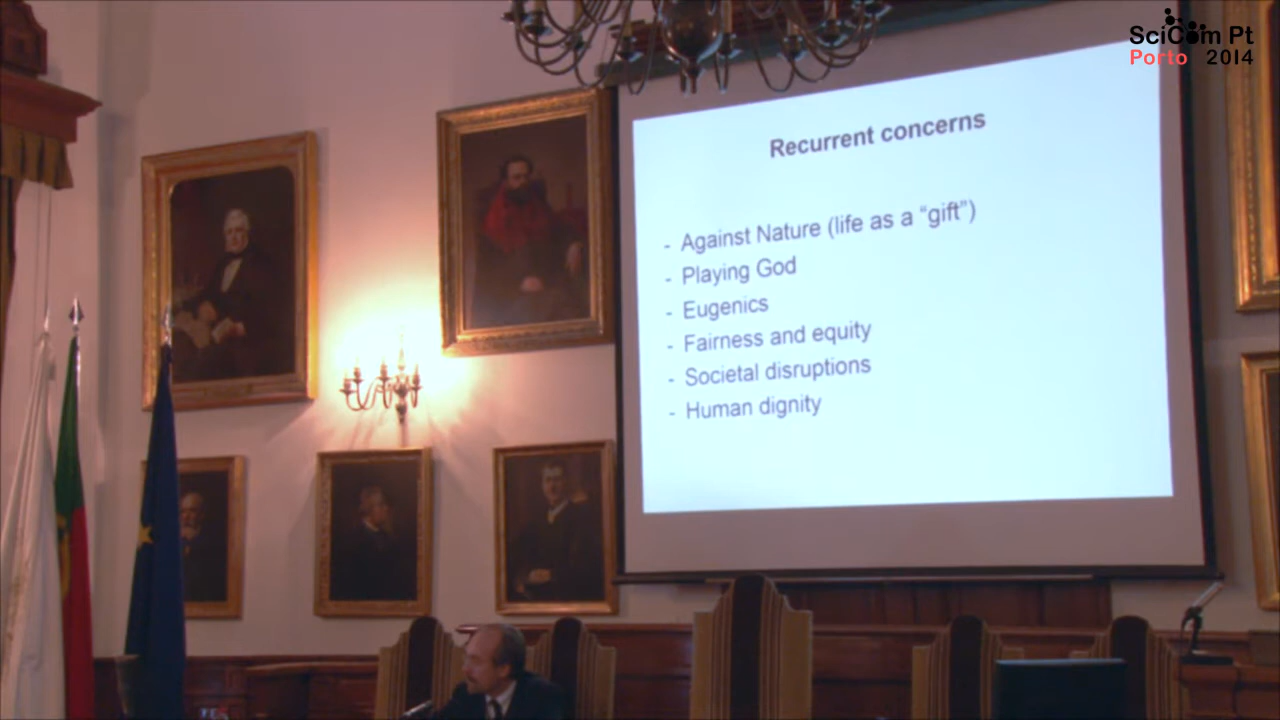 SciCom Pt
Porto 2014
Recurrent concerns
- Against Nature (life as a “gift”)
- Playing God
- Eugenics
- Fairness and equity
- Societal disruptions
- Human dignity